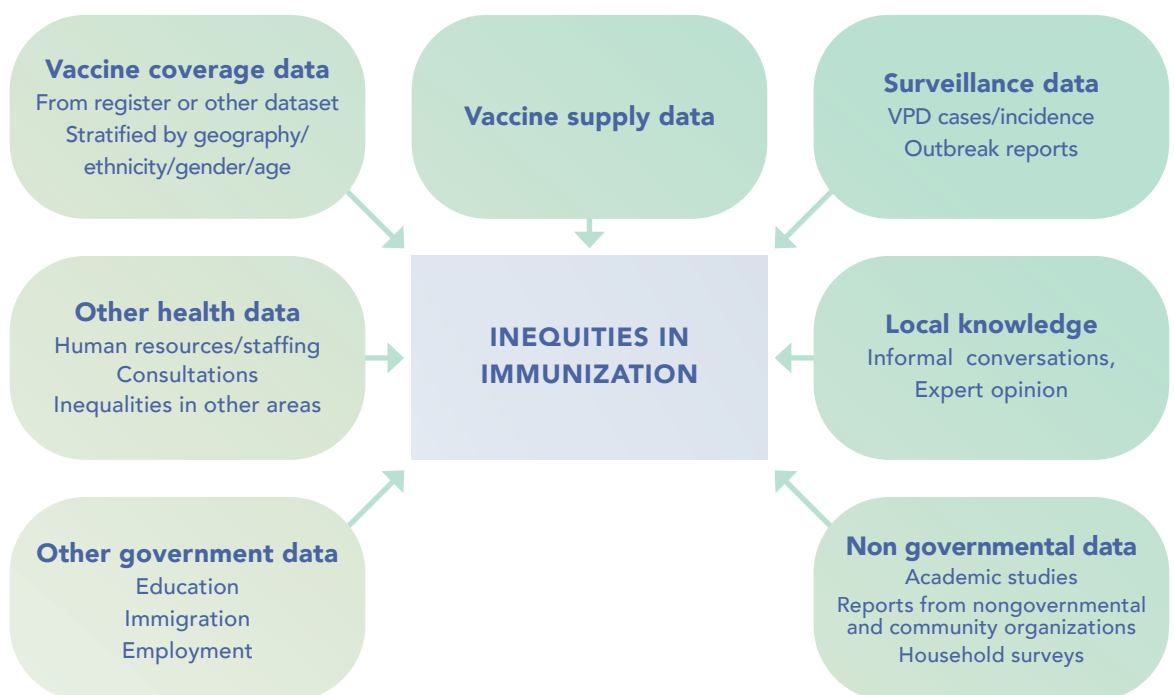 Vaccine coverage data
From register or other dataset
Stratified by geography/
ethnicity/gender/age
Vaccine supply data
Surveillance data
VPD cases/incidence
Outbreak reports
Other health data
Human resources/staffing
Consultations
Inequalities in other areas
INEQUITIES IN
IMMUNIZATION
Local knowledge
Informal conversations,
Expert opinion
Other government data
Education
Immigration
Employment
Non governmental data
Academic studies
Reports from nongovernmental
and community organizations
Household surveys